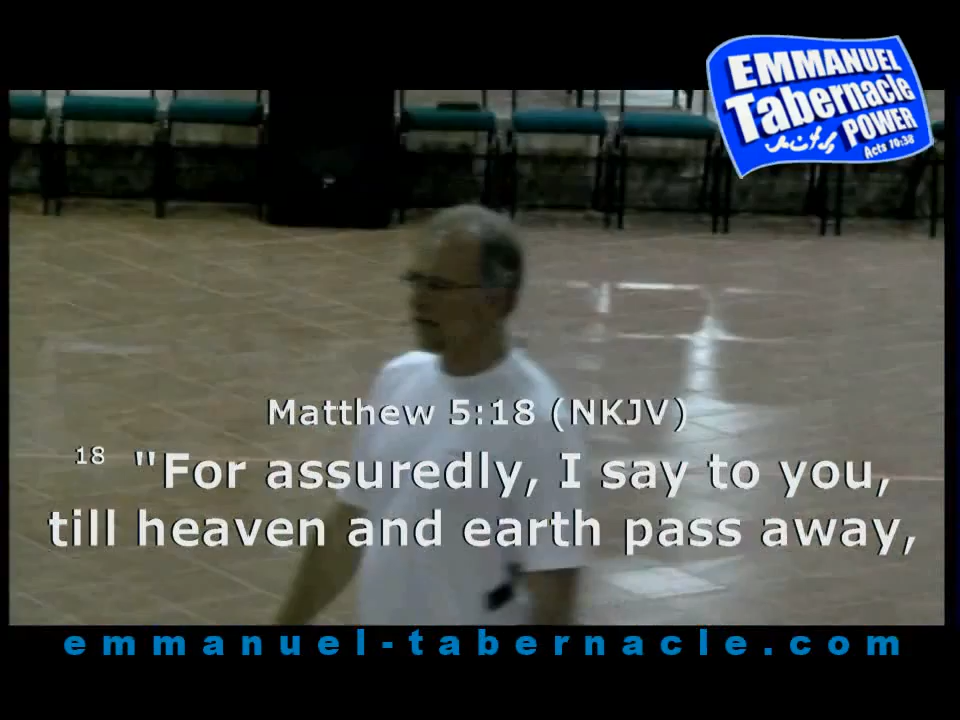 EMMANUEL
Tabernacle
POWER
Acts 10:38
Matthew 5:18 (NKJV)
18 "For assuredly, I say to you,
till heaven and earth pass away,
emmanuel-tabernacle.com